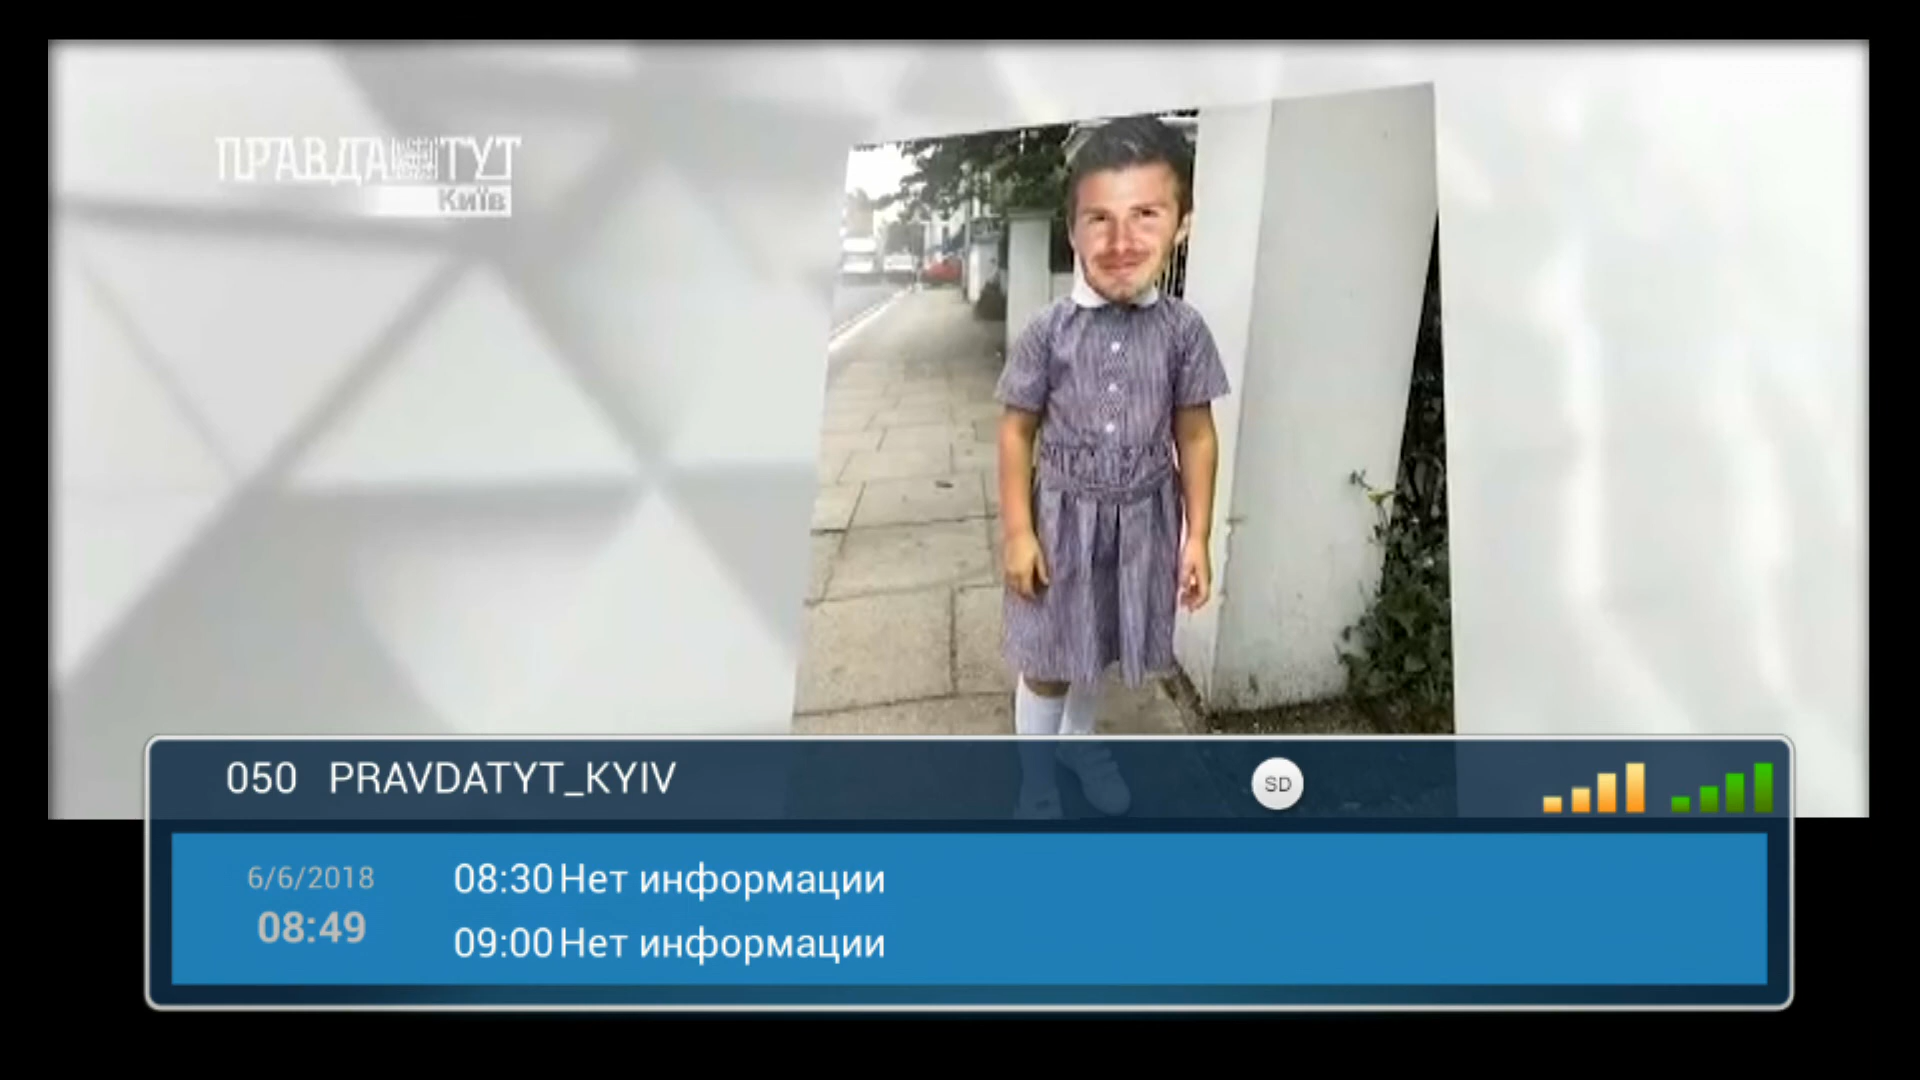 ПРАВДА ТУТ
Київ
050 PRAVDATYT_KYIV
SD
6/6/2018
08:49
08:30 Нет информации
09:00 Нет информации